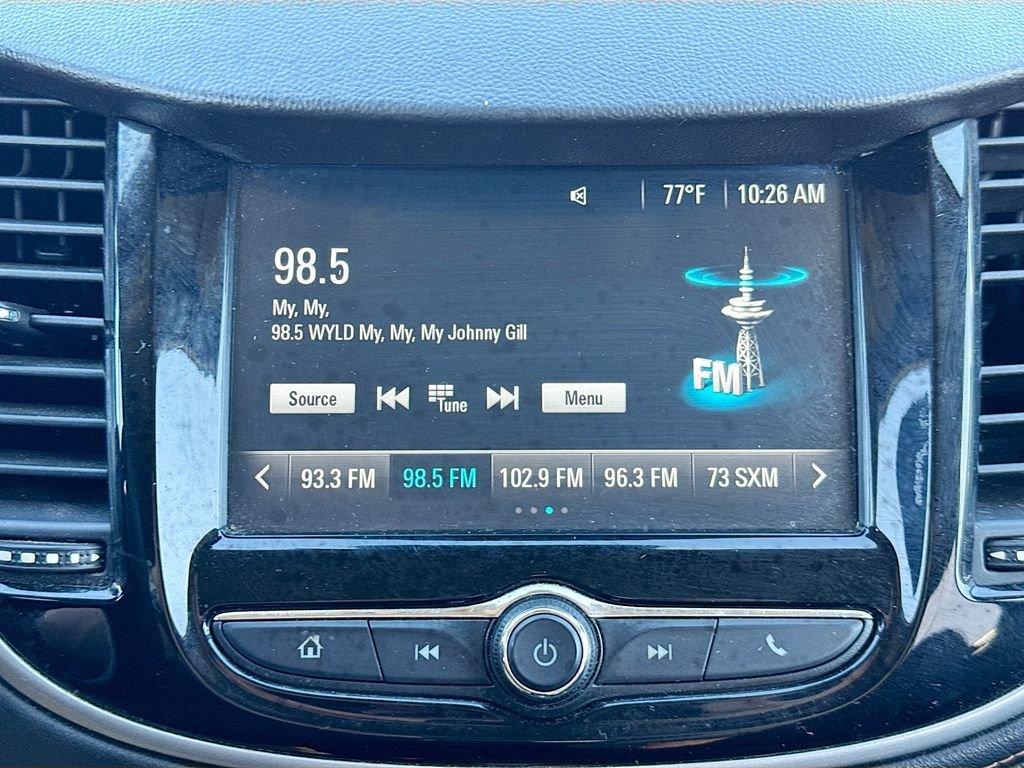 77°F 10:26 AM
98.5
My, My,
98.5 WYLD My, My, My Johnny Gill
FM
Source Tune Menu
93.3 FM 98.5 FM 102.9 FM 96.3 FM 73 SXM